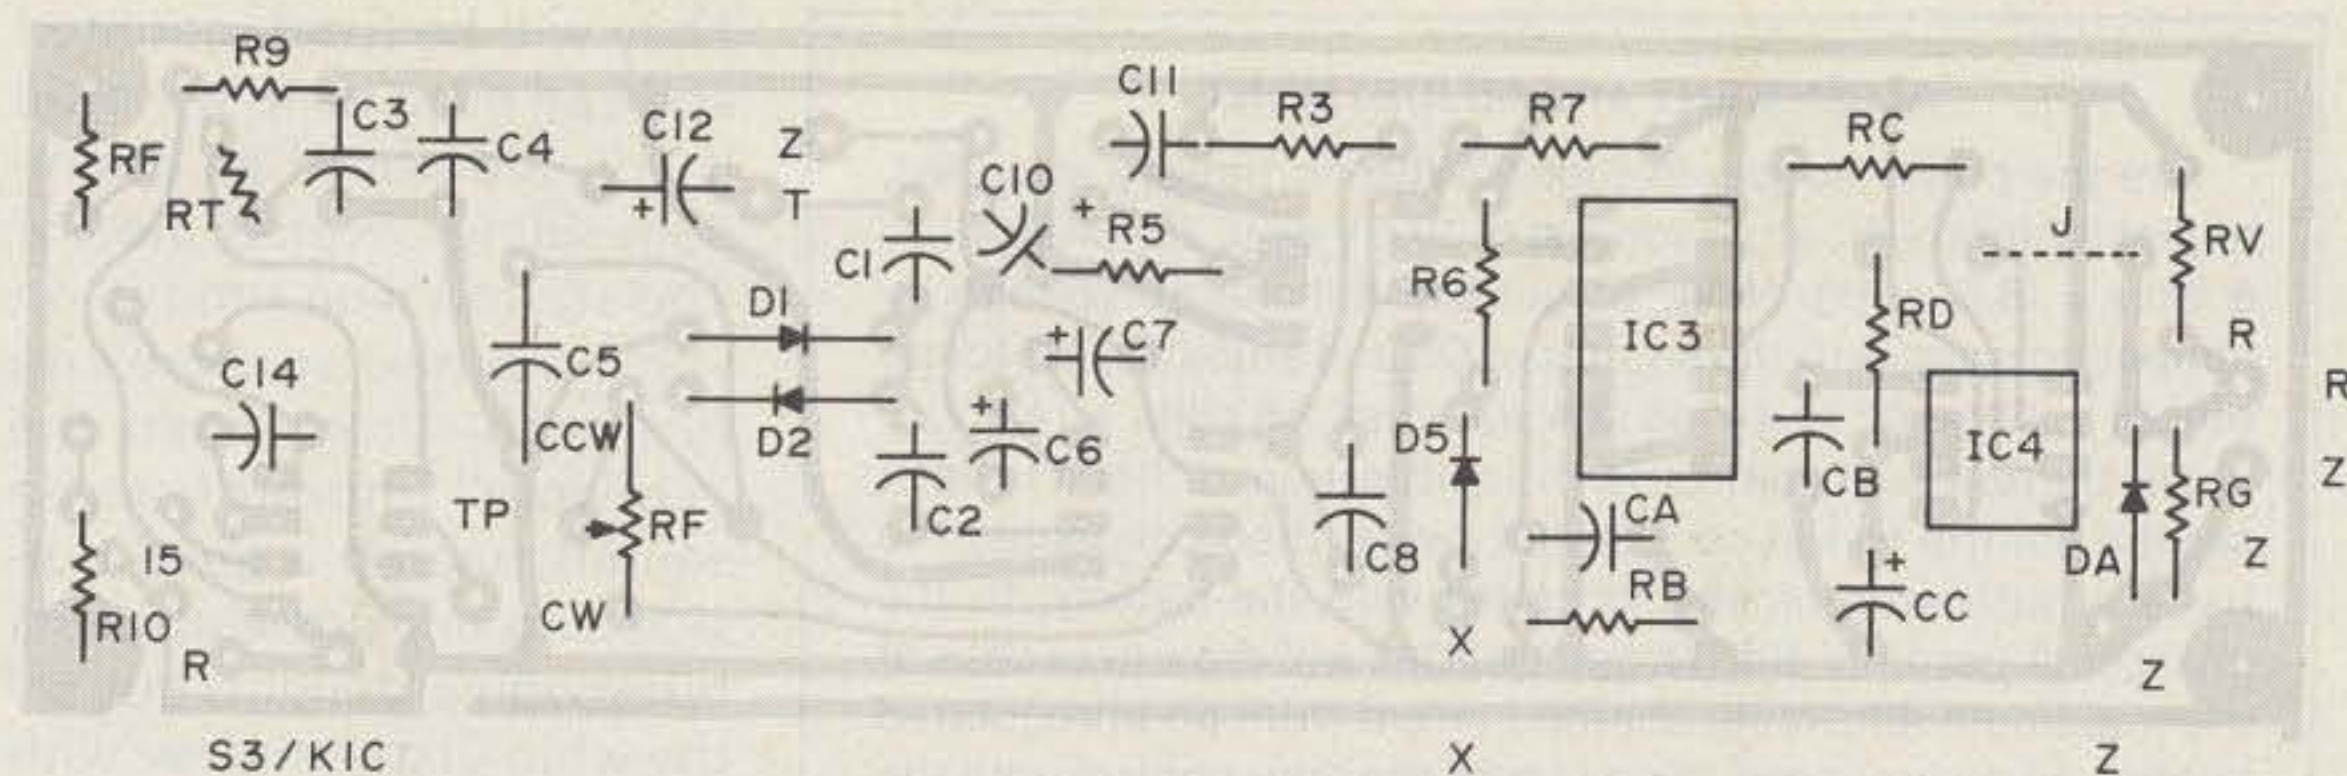 R9
C11
C3
R3
R7
C12
RC
Z
RF
C4
C10
RT
T
+
+
R5
J
RV
C1
R6
D1
RD
R
+
C7
IC3
C5
C14
R
+
CCW
D2
D5
C6
IC4
Z
CB
RG
TP
RF
C2
CA
15
C8
+
Z
DA
RB
CC
CW
R10
X
R
Z
S3/K1C
X
Z